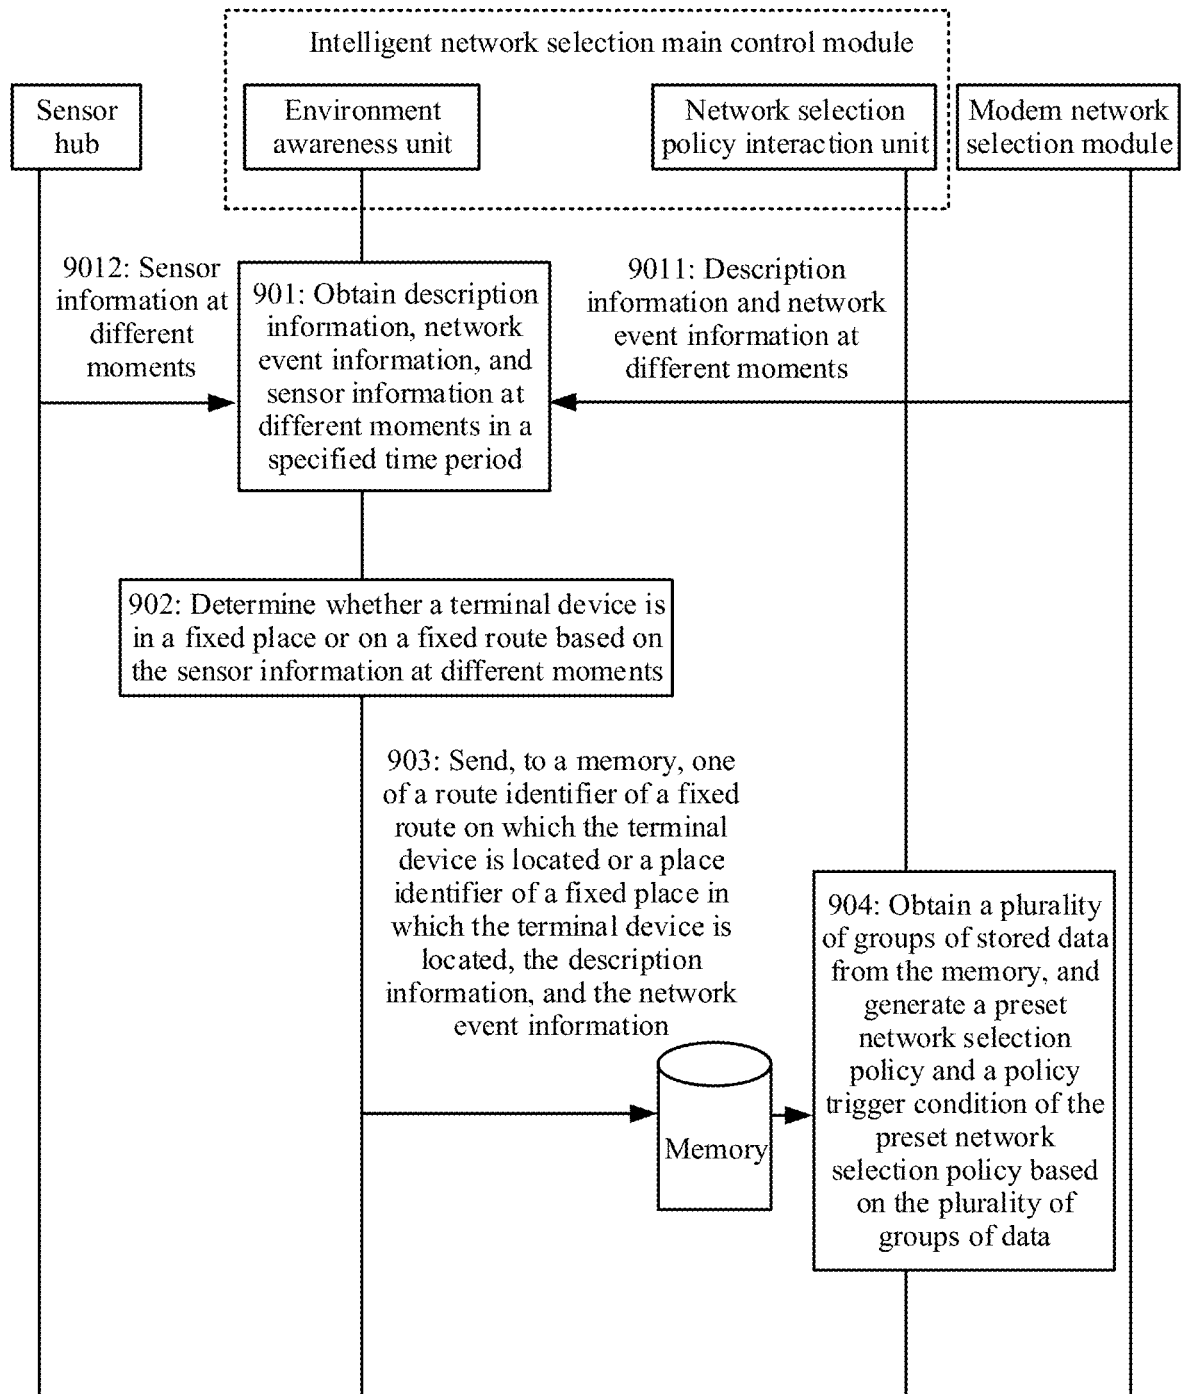 Intelligent network selection main control module
Sensor
hub
Environment
awareness unit
Network selection
policy interaction unit
Modem network
selection module
9012: Sensor
information at
different
moments
901: Obtain description
information, network
event information, and
sensor information at
different moments in a
specified time period
9011: Description
information and network
event information at
different moments
902: Determine whether a terminal device is
in a fixed place or on a fixed route based on
the sensor information at different moments
903: Send, to a memory, one
of a route identifier of a fixed
route on which the terminal
device is located or a place
identifier of a fixed place in
which the terminal device is
located, the description
information, and the network
event information
Memory
904: Obtain a plurality
of groups of stored data
from the memory, and
generate a preset
network selection
policy and a policy
trigger condition of the
preset network
selection policy based
on the plurality of
groups of data